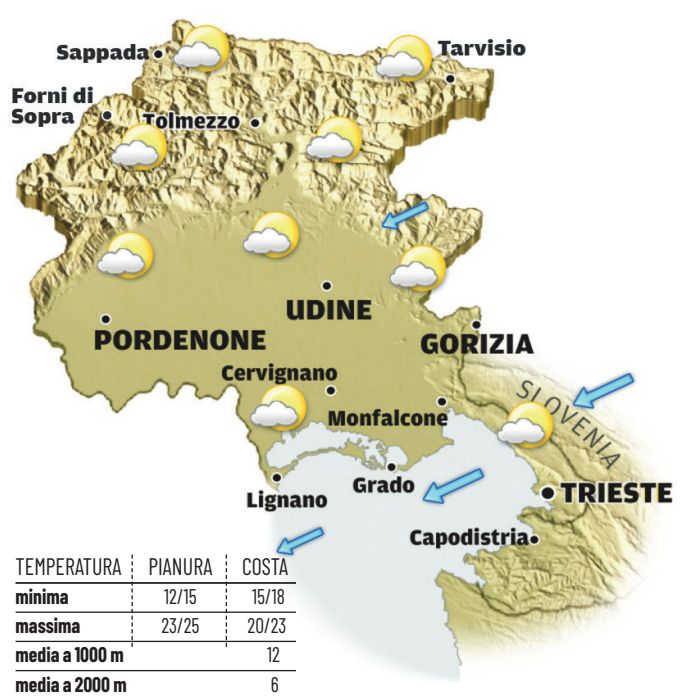 Sappada
Tarvisio
Forni di
Sopra
Tolmezzo
UDINE
PORDENONE
GORIZIA
Cervignano
SLOVENIA
Monfalcone
Grado
Lignano
TRIESTE
Capodistria
TEMPERATURA PIANURA COSTA
minima 12/15 15/18
massima 23/25 20/23
media a 1000 m 12
media a 2000 m 6